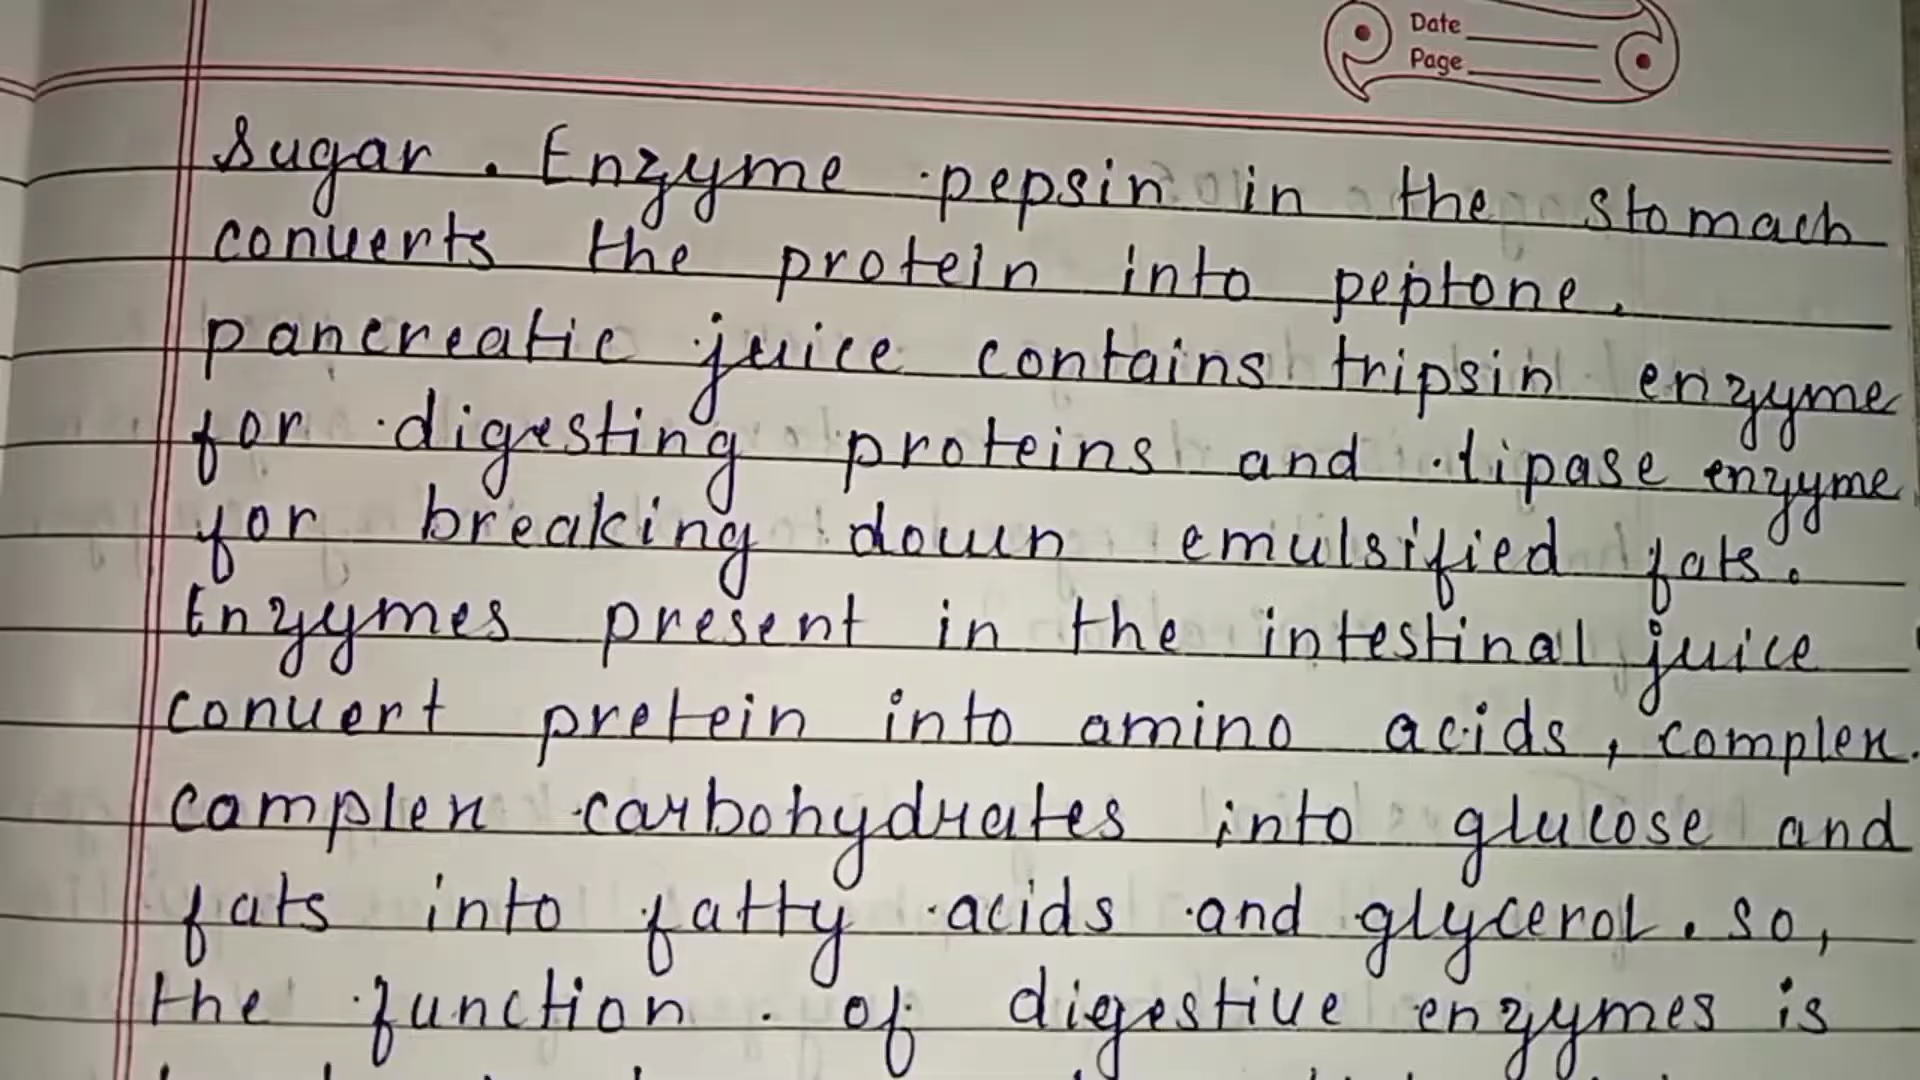 Date
Page
Sugar. Enzyme pepsin in the stomach
converts the protein into peptone.
pancreatic juice contains tripsin enzyme
for digesting proteins and lipase enzyme
for breaking down emulsified fats.
Enzymes present in the intestinal juice
convert pretein into amino acids, complex
complex carbohydrates into glucose and
fats into fatty acids and glycerol. so,
the function of digestive enzymes is